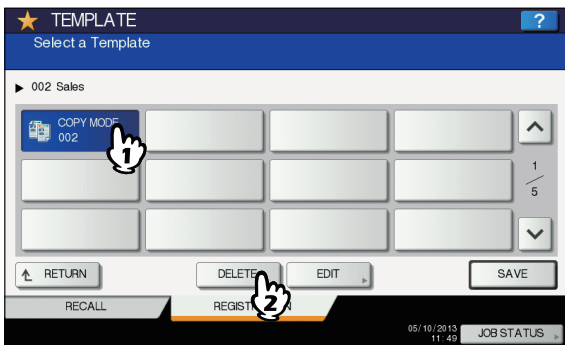 TEMPLATE
?
Select a Template
002 Sales
COPY MODE
002
1
1
5
RETURN
DELETE
EDIT
SAVE
2
RECALL
05/10/2013
11:49
JOB STATUS